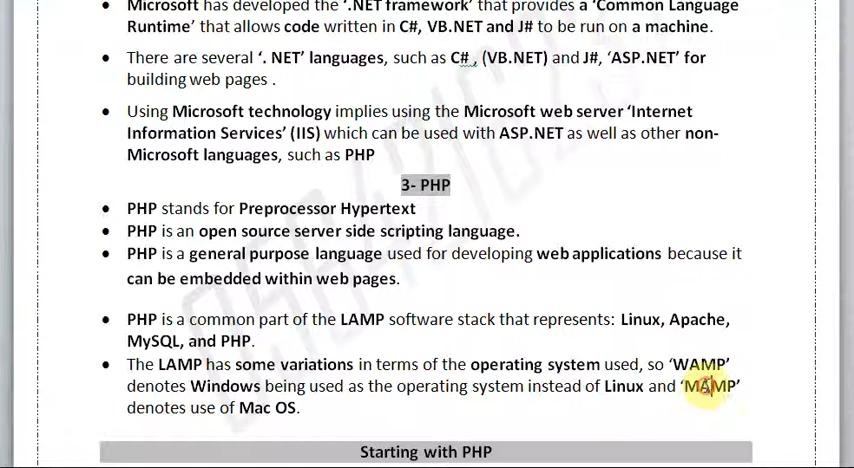 Microsoft has developed the '.NET framework' that provides a 'Common Language
Runtime' that allows code written in C#, VB.NET and J# to be run on a machine.
There are several '. NET' languages, such as C# , (VB.NET) and J#, 'ASP.NET' for
building web pages .
Using Microsoft technology implies using the Microsoft web server 'Internet
Information Services' (IIS) which can be used with ASP.NET as well as other non-
Microsoft languages, such as PHP
3- PHP
PHP stands for Preprocessor Hypertext
PHP is an open source server side scripting language.
PHP is a general purpose language used for developing web applications because it
can be embedded within web pages.
PHP is a common part of the LAMP software stack that represents: Linux, Apache,
MySQL, and PHP.
The LAMP has some variations in terms of the operating system used, so 'WAMP'
denotes Windows being used as the operating system instead of Linux and 'MAMP'
denotes use of Mac OS.
Starting with PHP